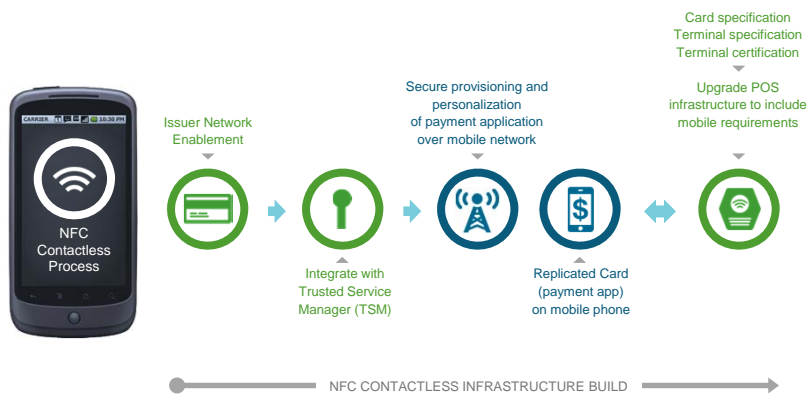 CARRIER 10:30 PM
NFC
Contactless
Process
Issuer Network
Enablement
Integrate with
Trusted Service
Manager (TSM)
Secure provisioning and
personalization
of payment application
over mobile network
$
Replicated Card
(payment app)
on mobile phone
Card specification
Terminal specification
Terminal certification
Upgrade POS
infrastructure to include
mobile requirements
NFC CONTACTLESS INFRASTRUCTURE BUILD